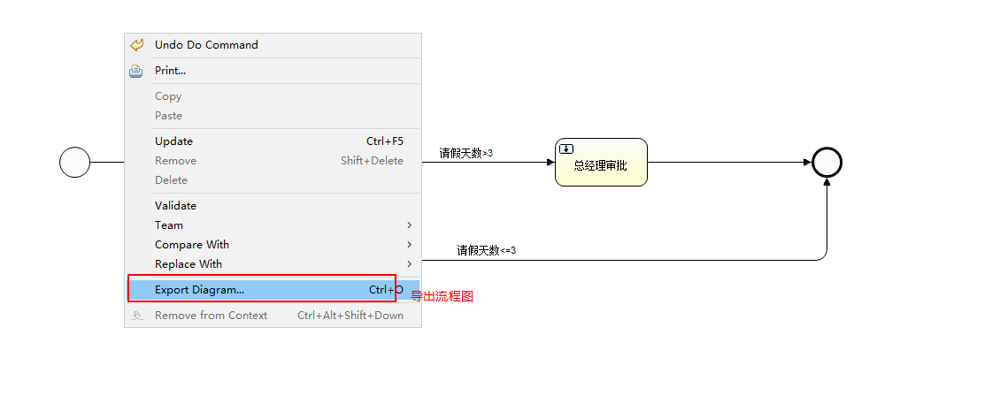 Undo Do Command
Print...
Copy
Paste
Update Ctrl+F5
Remove Shift+Delete
Delete
Validate
Team
Compare With
Replace With
Export Diagram... Ctrl+O
导出流程图
Remove from Context Ctrl+Alt+Shift+Down
请假天数>3
总经理审批
请假天数<=3